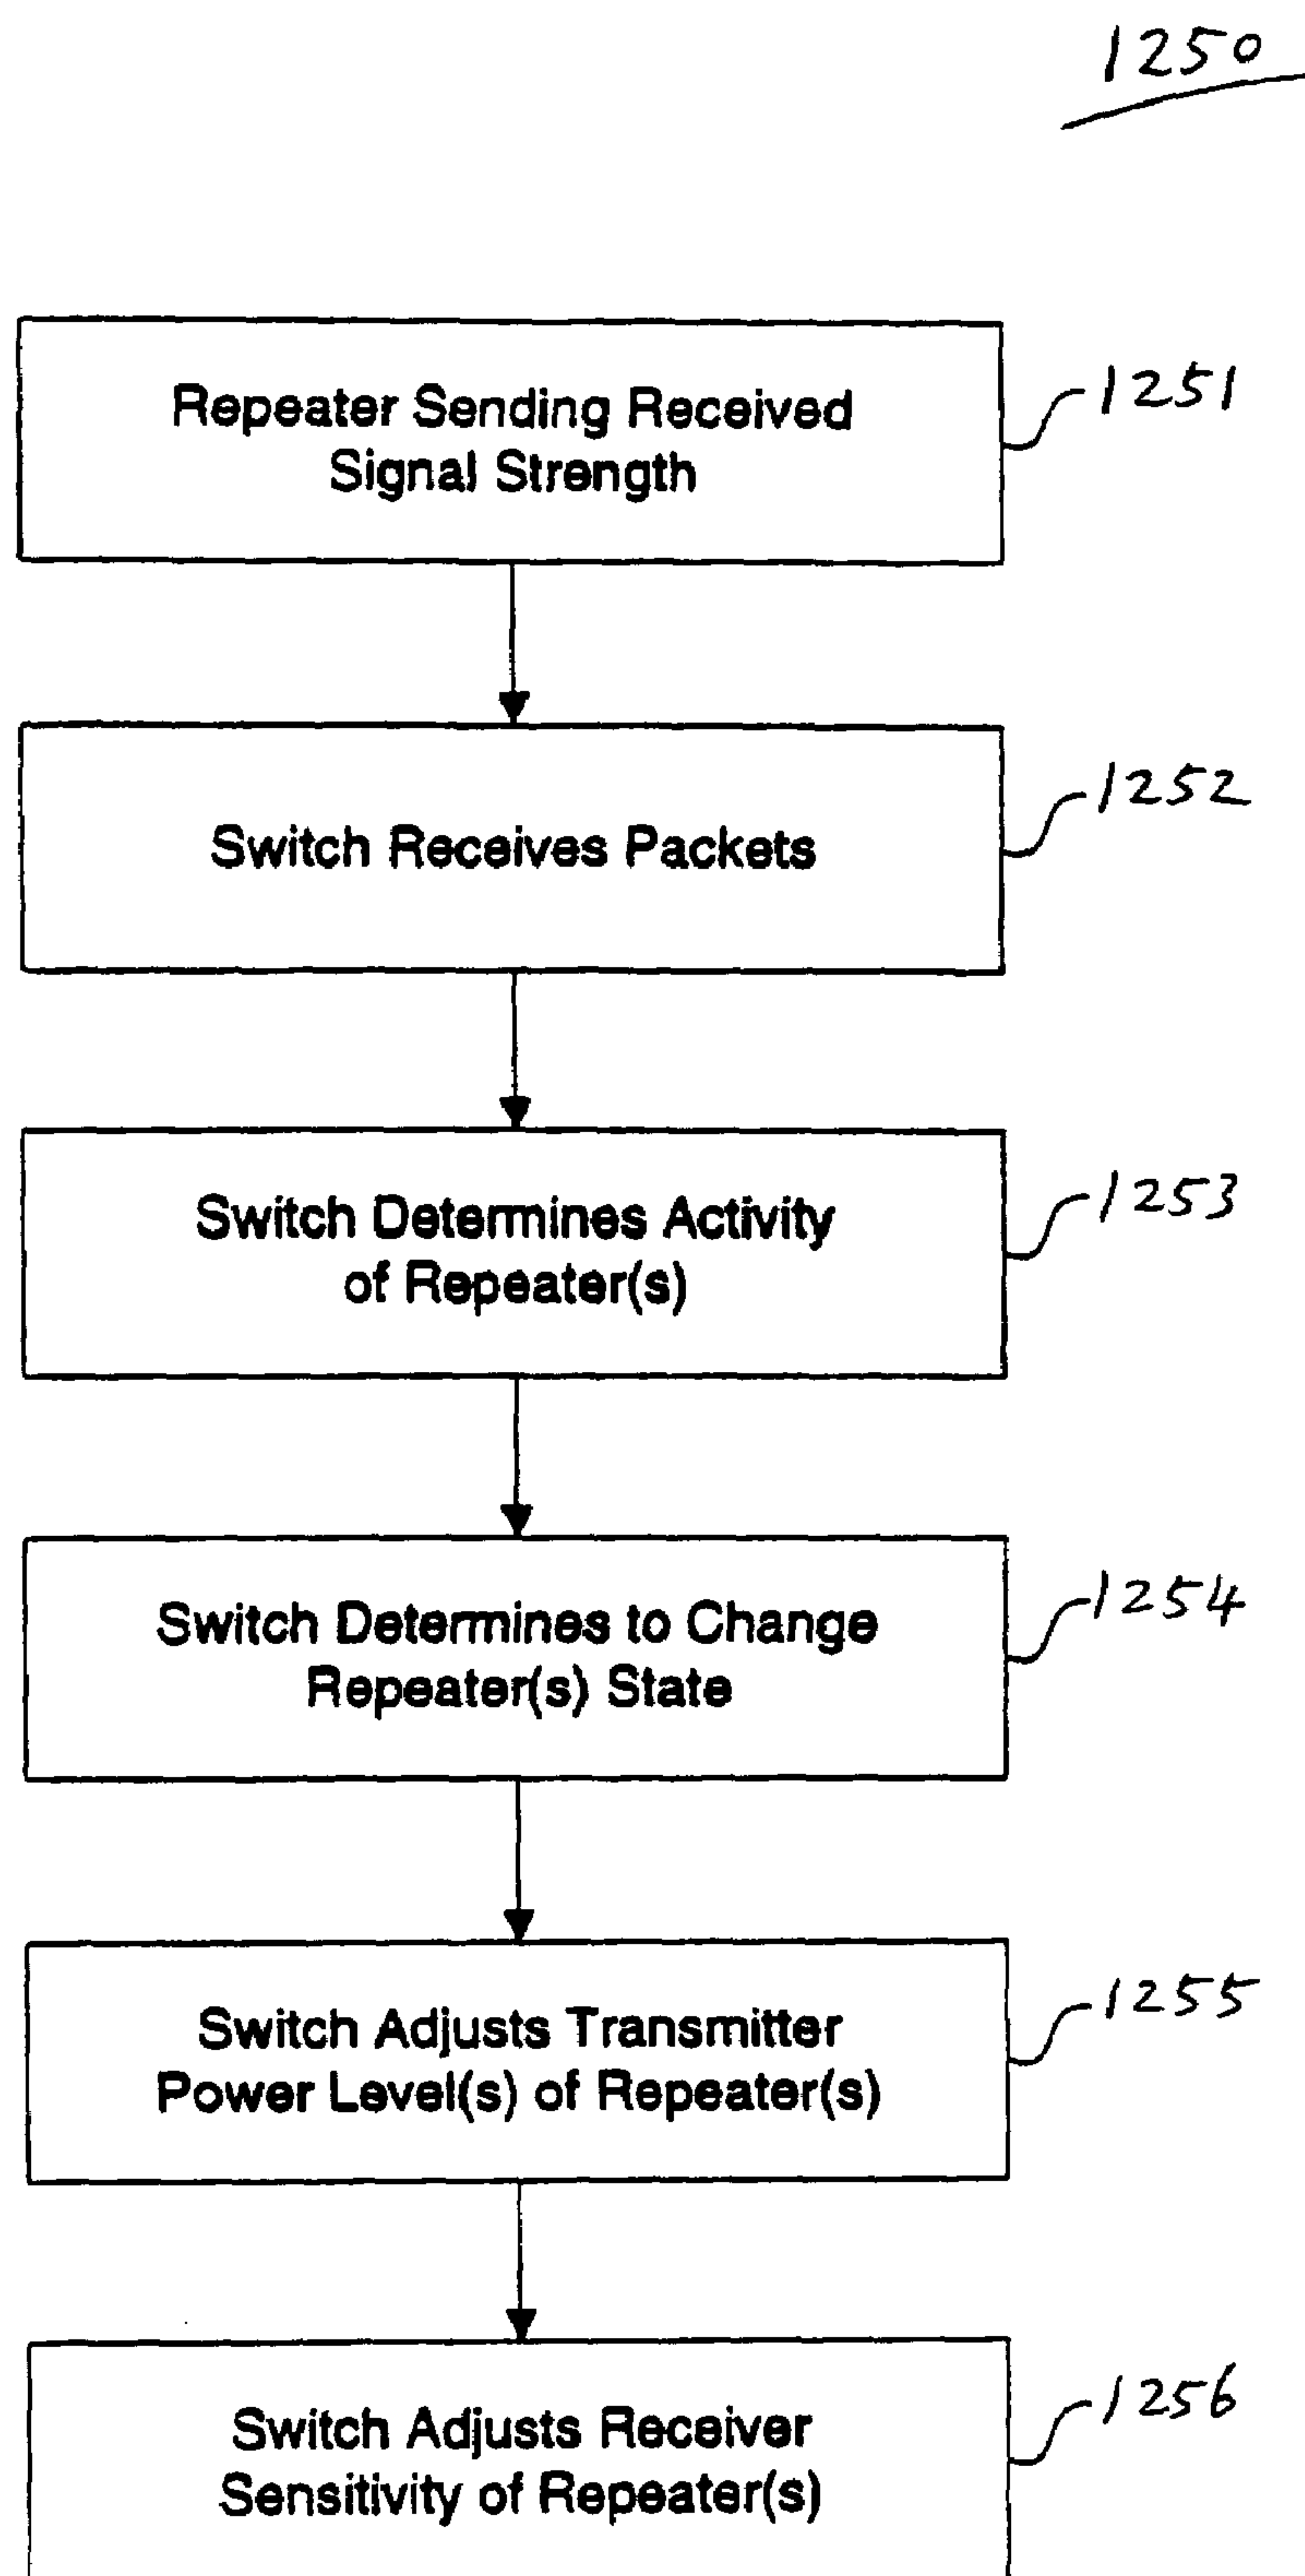 1250
Repeater Sending Received
Signal Strength
1251
Switch Receives Packets
1252
Switch Determines Activity
of Repeater(s)
1253
Switch Determines to Change
Repeater(s) State
1254
Switch Adjusts Transmitter
Power Level(s) of Repeater(s)
1255
Switch Adjusts Receiver
Sensitivity of Repeater(s)
1256